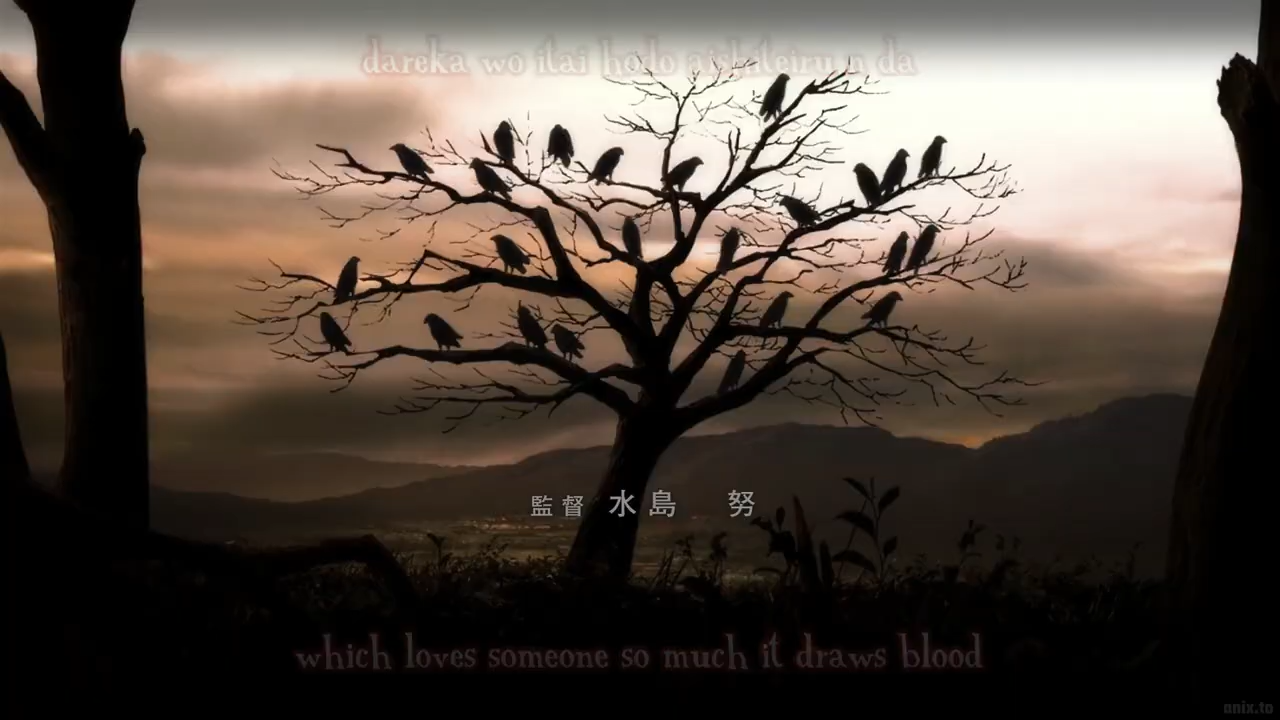 dareka wo itai hodo aishiteiru n da
監督 水島 努
which loves someone so much it draws blood
anix.to